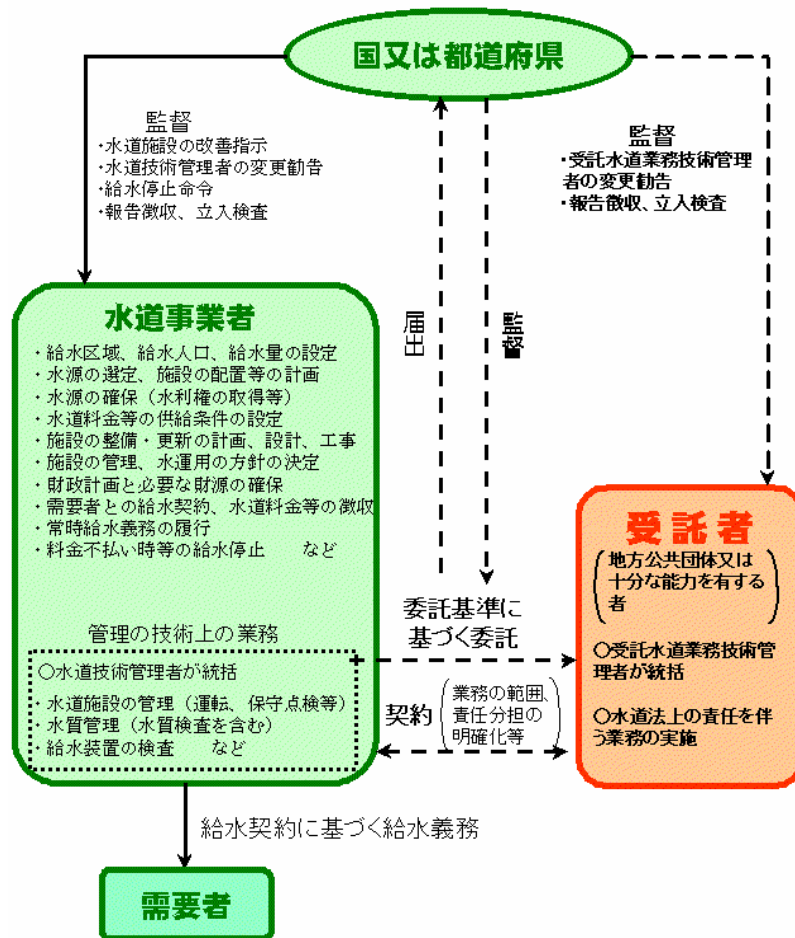 国又は都道府県
監督
・水道施設の改善指示
・水道技術管理者の変更勧告
・給水停止命令
・報告徴収、立入検査
監督
・受託水道業務技術管理
者の変更勧告
・報告徴収、立入検査
水道事業者
・給水区域、給水人口、給水量の設定
・水源の選定、施設の配置等の計画
・水源の確保（水利権の取得等）
・水道料金等の供給条件の設定
・施設の整備・更新の計画、設計、工事
・施設の管理、水運用の方針の決定
・財政計画と必要な財源の確保
・需要者との給水契約、水道料金等の徴収
・常時給水義務の履行
・料金不払い時等の給水停止　など
届出
監督
管理の技術上の業務
〇水道技術管理者が統括
・水道施設の管理（運転、保守点検等）
・水質管理（水質検査を含む）
・給水装置の検査　など
委託基準に
基づく委託
契約
業務の範囲、
責任分担の
明確化等
受託者
地方公共団体又は
十分な能力を有する
者
〇受託水道業務技術管
理者が統括
〇水道法上の責任を伴
う業務の実施
給水契約に基づく給水義務
需要者